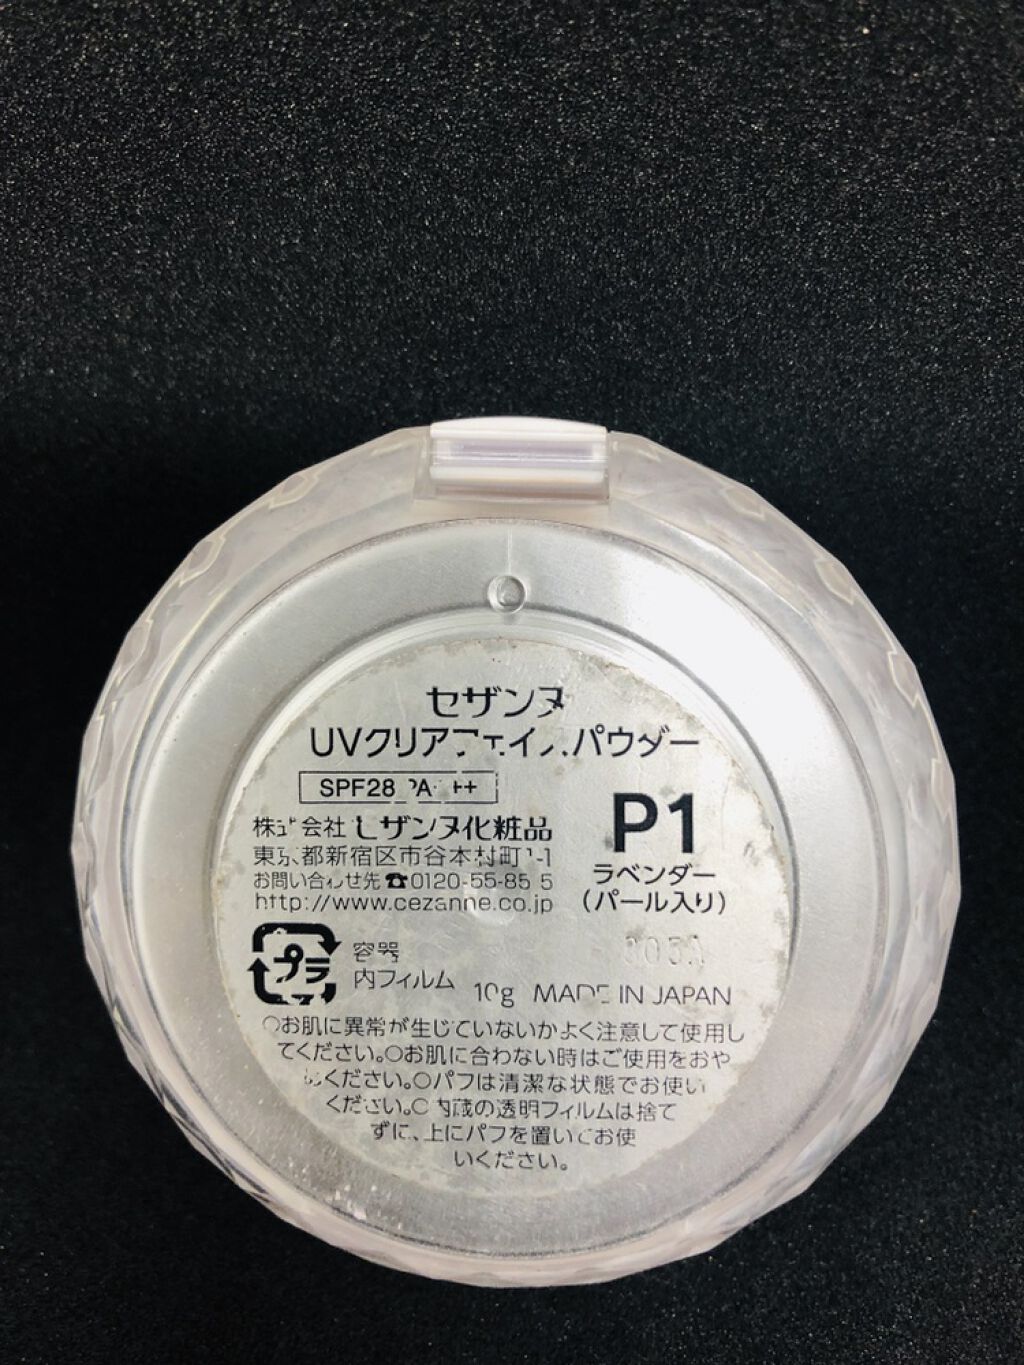 セザンヌ
UVクリアフェイスパウダー
SPF28 PA+++
株式会社セザンヌ化粧品
東京都新宿区市谷本村町1-1
お問い合わせ先☎0120-55-85 5
http://www.cezanne.co.jp
P1
ラベンダー
(パール入り)
プラ
容器
内フィルム
10g MADE IN JAPAN
○お肌に異常が生じていないかよく注意して使用し
てください。○お肌に合わない時はご使用をおや
めください。○パフは清潔な状態でお使い
ください。○内蔵の透明フィルムは捨て
ずに、上にパフを置いてお使
いください。